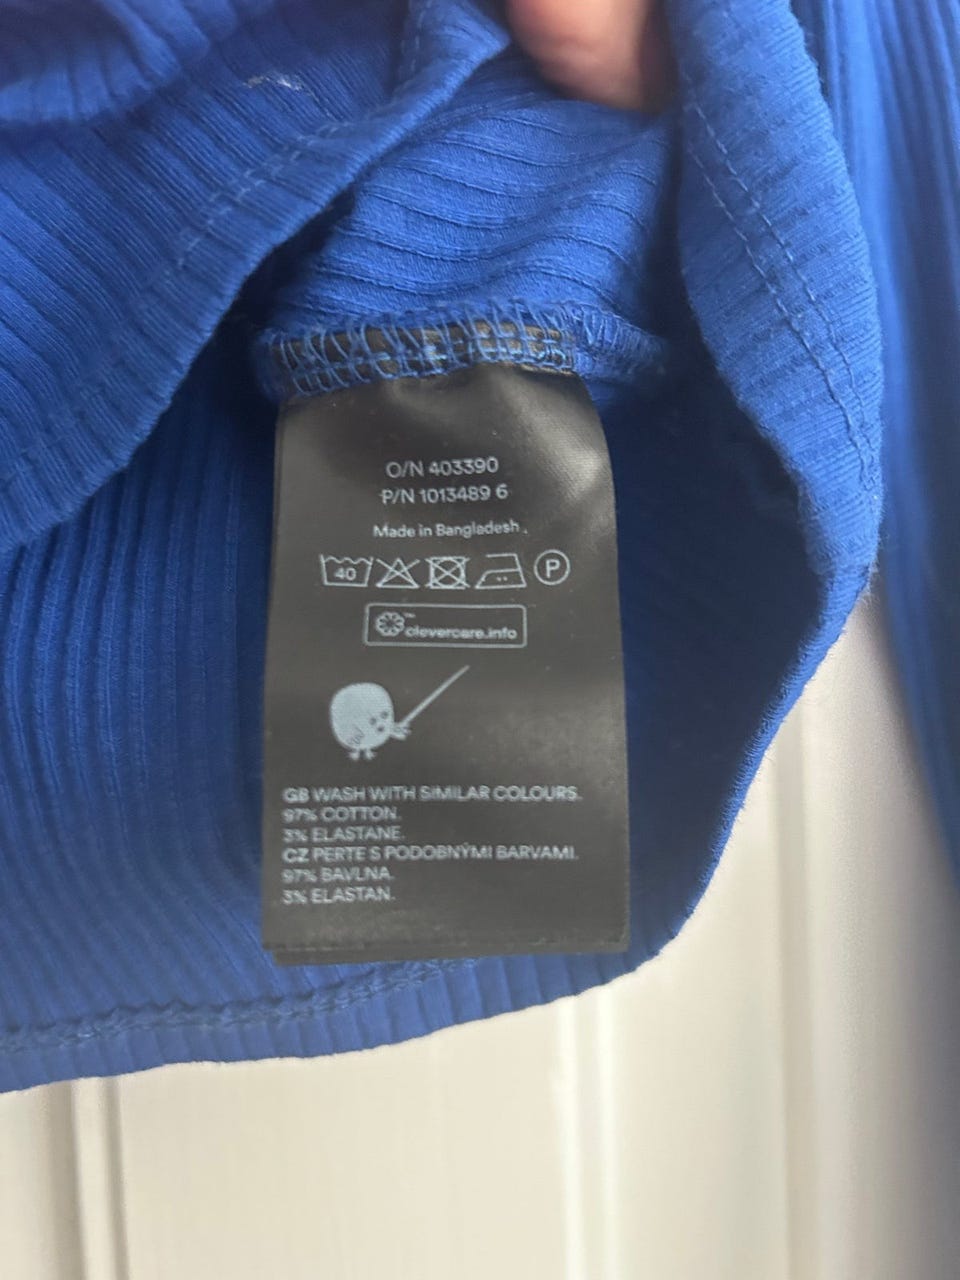 O/N 403390
P/N 1013489 6
Made in Bangladesh
40 P
clevercare.info
GB WASH WITH SIMILAR COLOURS.
97% COTTON.
3% ELASTANE.
CZ PERTE S PODOBNÝMI BARVAMI.
97% BAVLNA.
3% ELASTAN.